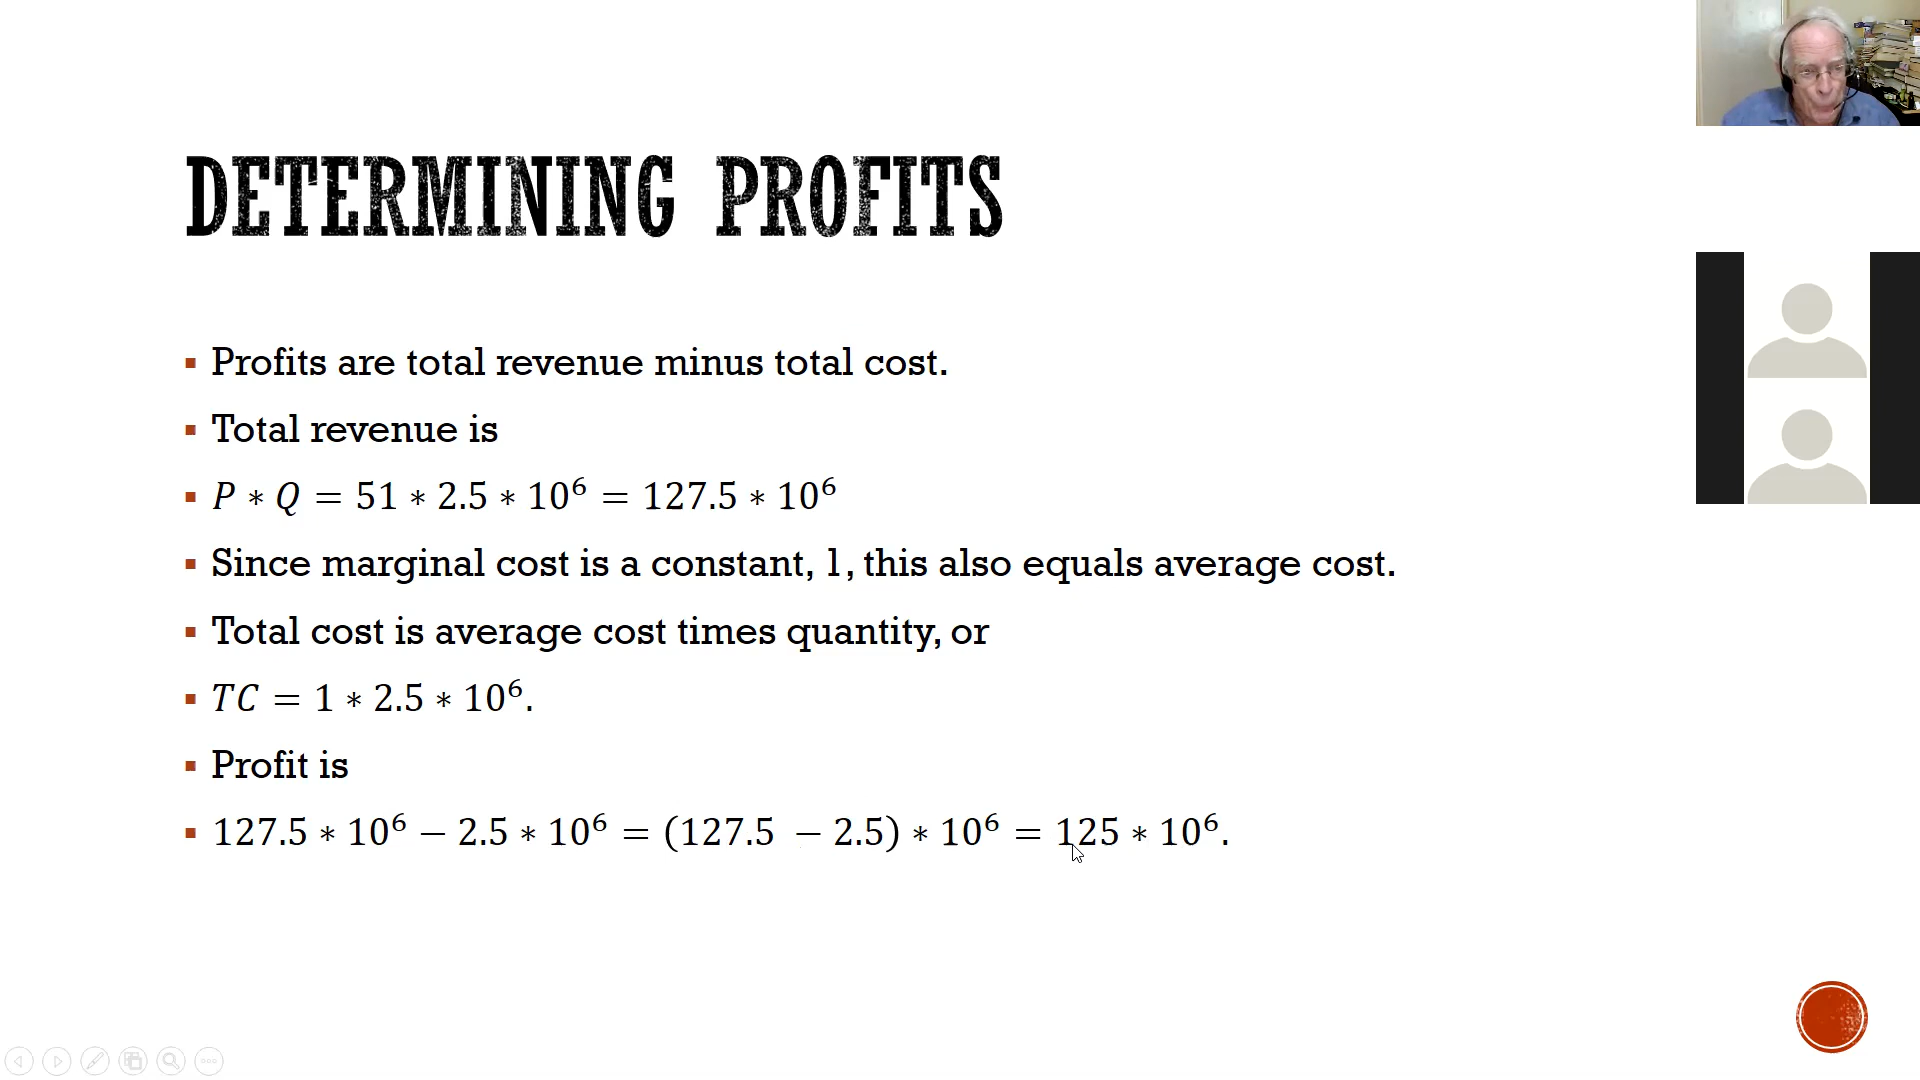 DETERMINING PROFITS
Profits are total revenue minus total cost.
Total revenue is
P ∗ Q = 51 ∗ 2.5 ∗ 10⁶ = 127.5 ∗ 10⁶
Since marginal cost is a constant, 1, this also equals average cost.
Total cost is average cost times quantity, or
TC = 1 ∗ 2.5 ∗ 10⁶.
Profit is
127.5 ∗ 10⁶ − 2.5 ∗ 10⁶ = (127.5 − 2.5) ∗ 10⁶ = 125 ∗ 10⁶.